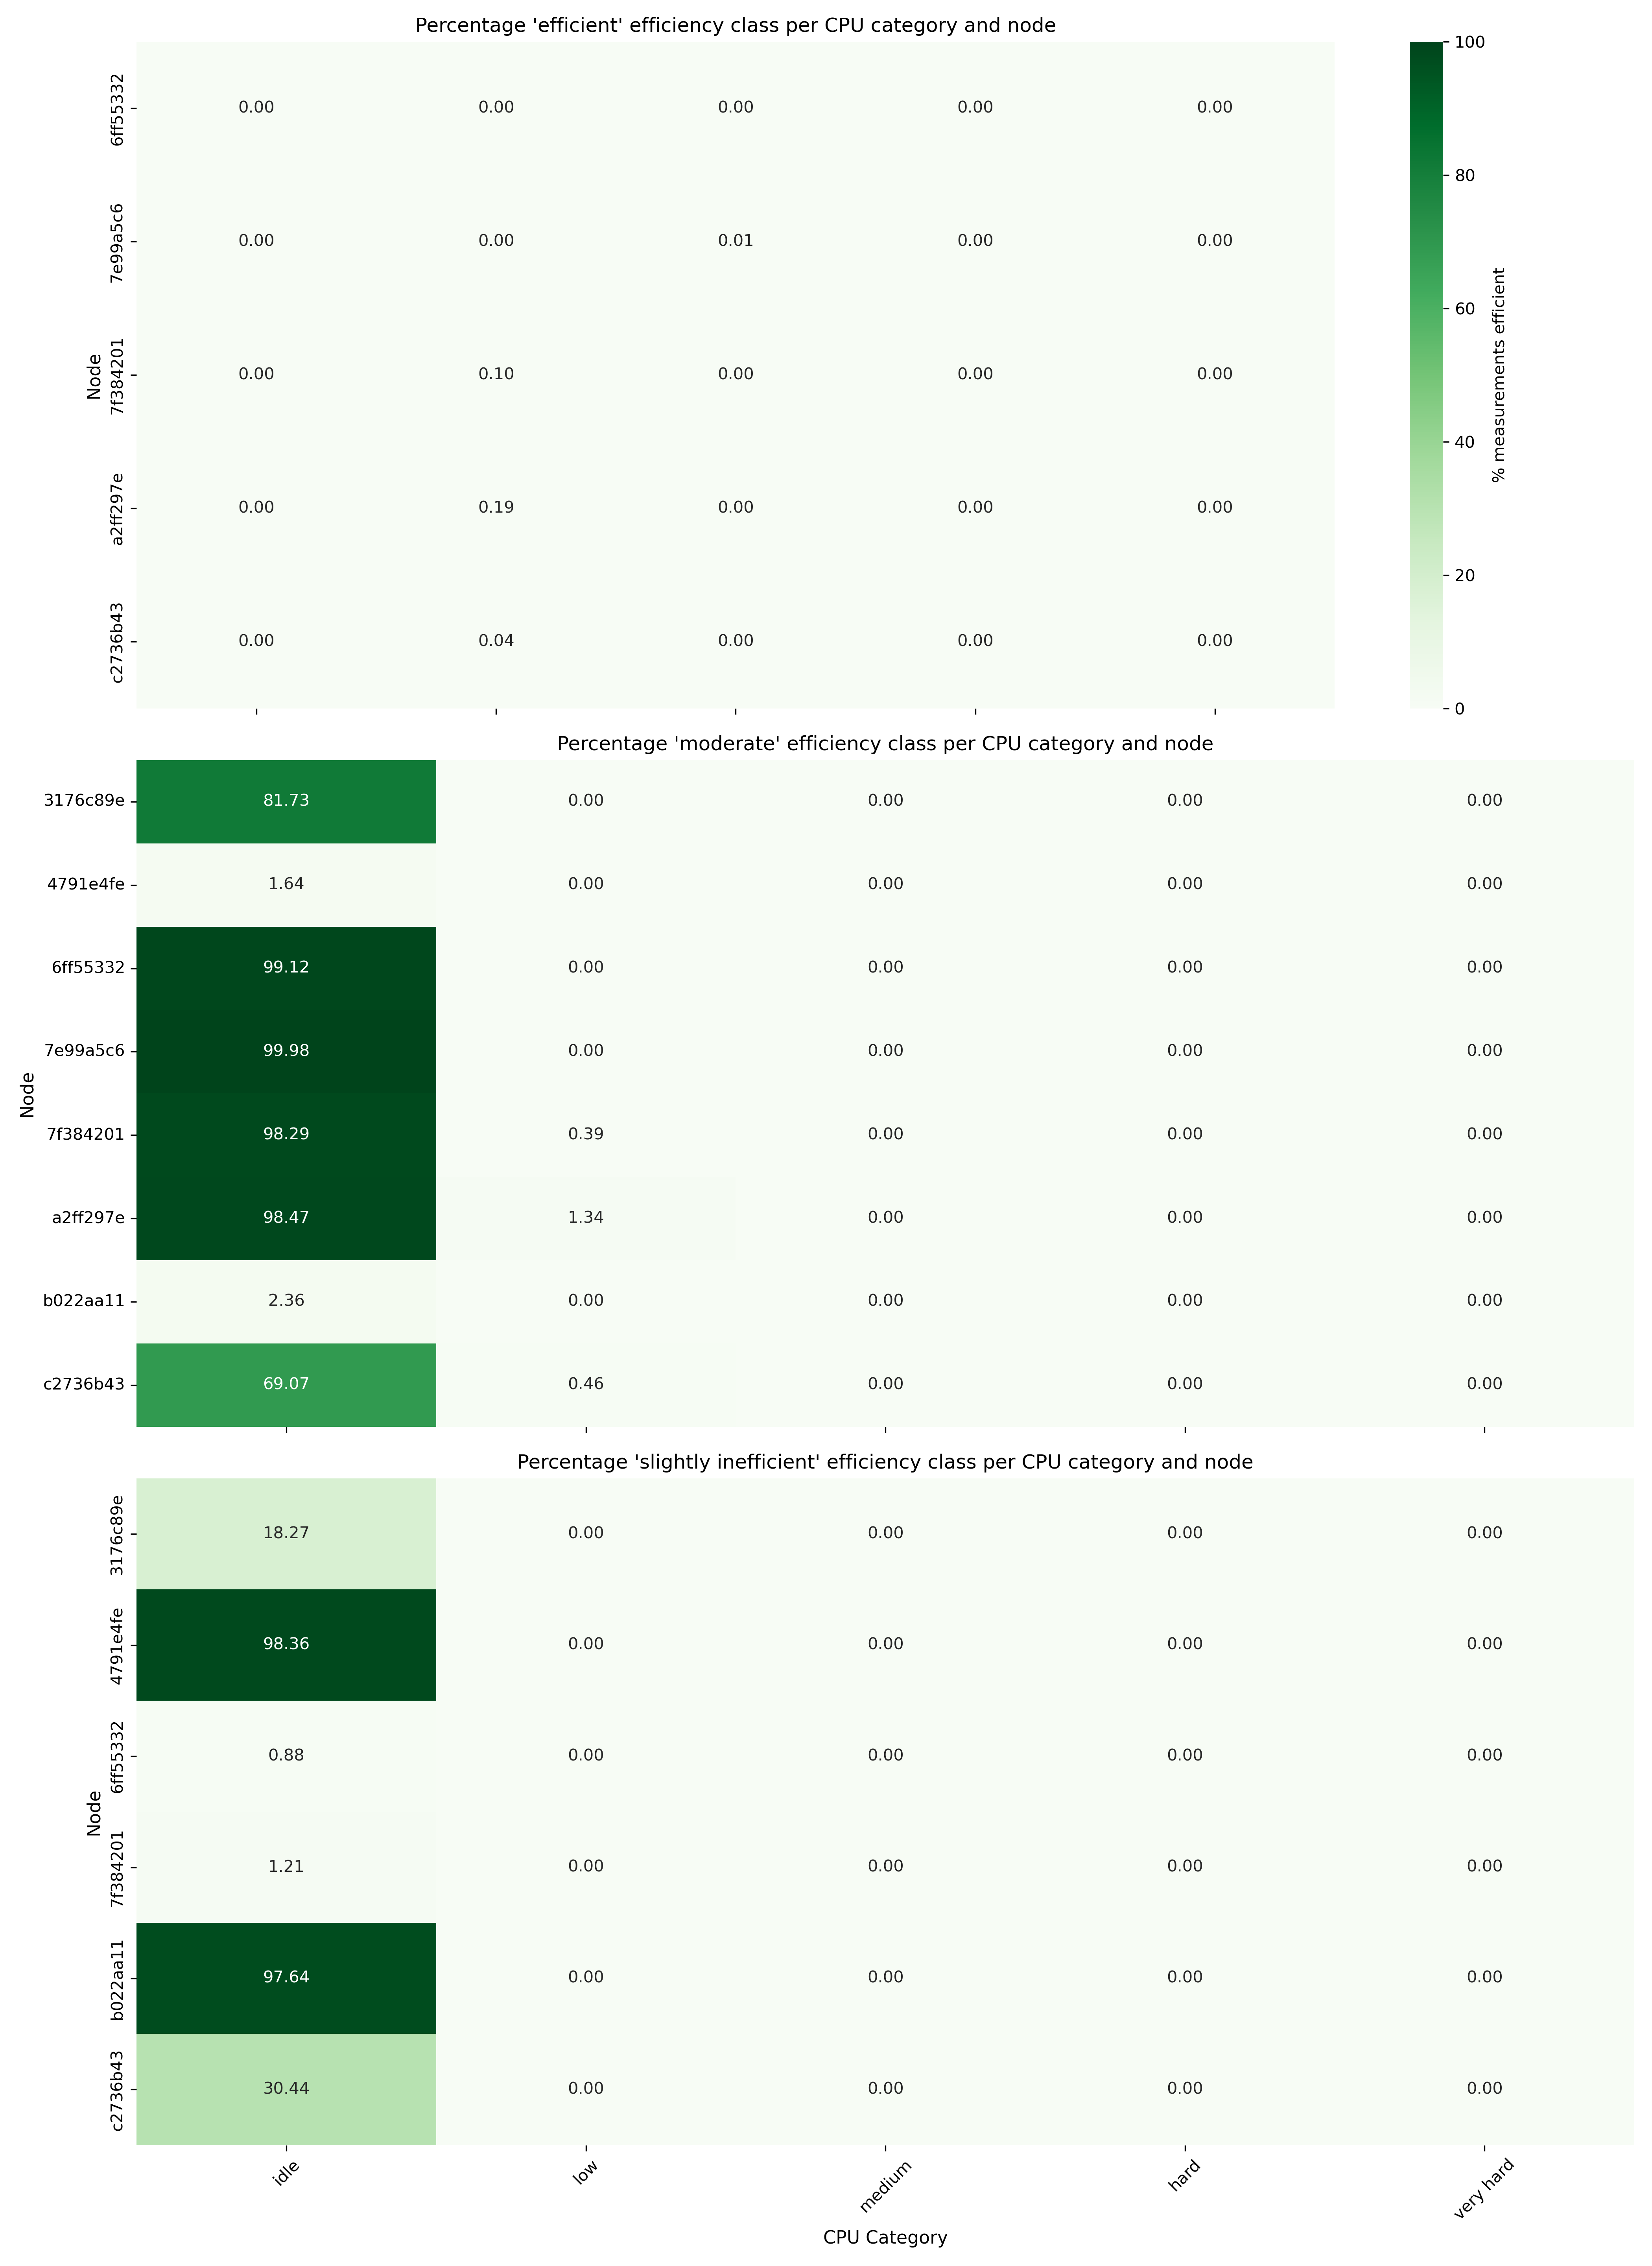 Percentage 'efficient' efficiency class per CPU category and node
6ff55332 0.00 0.00 0.00 0.00 0.00
7e99a5c6 0.00 0.00 0.01 0.00 0.00
7f384201 0.00 0.10 0.00 0.00 0.00
a2ff297e 0.00 0.19 0.00 0.00 0.00
c2736b43 0.00 0.04 0.00 0.00 0.00
Node
100
80
60
40
20
0
% measurements efficient
Percentage 'moderate' efficiency class per CPU category and node
3176c89e 81.73 0.00 0.00 0.00 0.00
4791e4fe 1.64 0.00 0.00 0.00 0.00
6ff55332 99.12 0.00 0.00 0.00 0.00
7e99a5c6 99.98 0.00 0.00 0.00 0.00
7f384201 98.29 0.39 0.00 0.00 0.00
a2ff297e 98.47 1.34 0.00 0.00 0.00
b022aa11 2.36 0.00 0.00 0.00 0.00
c2736b43 69.07 0.46 0.00 0.00 0.00
Node
Percentage 'slightly inefficient' efficiency class per CPU category and node
3176c89e 18.27 0.00 0.00 0.00 0.00
4791e4fe 98.36 0.00 0.00 0.00 0.00
6ff55332 0.88 0.00 0.00 0.00 0.00
7f384201 1.21 0.00 0.00 0.00 0.00
b022aa11 97.64 0.00 0.00 0.00 0.00
c2736b43 30.44 0.00 0.00 0.00 0.00
Node
idle low medium hard very hard
CPU Category